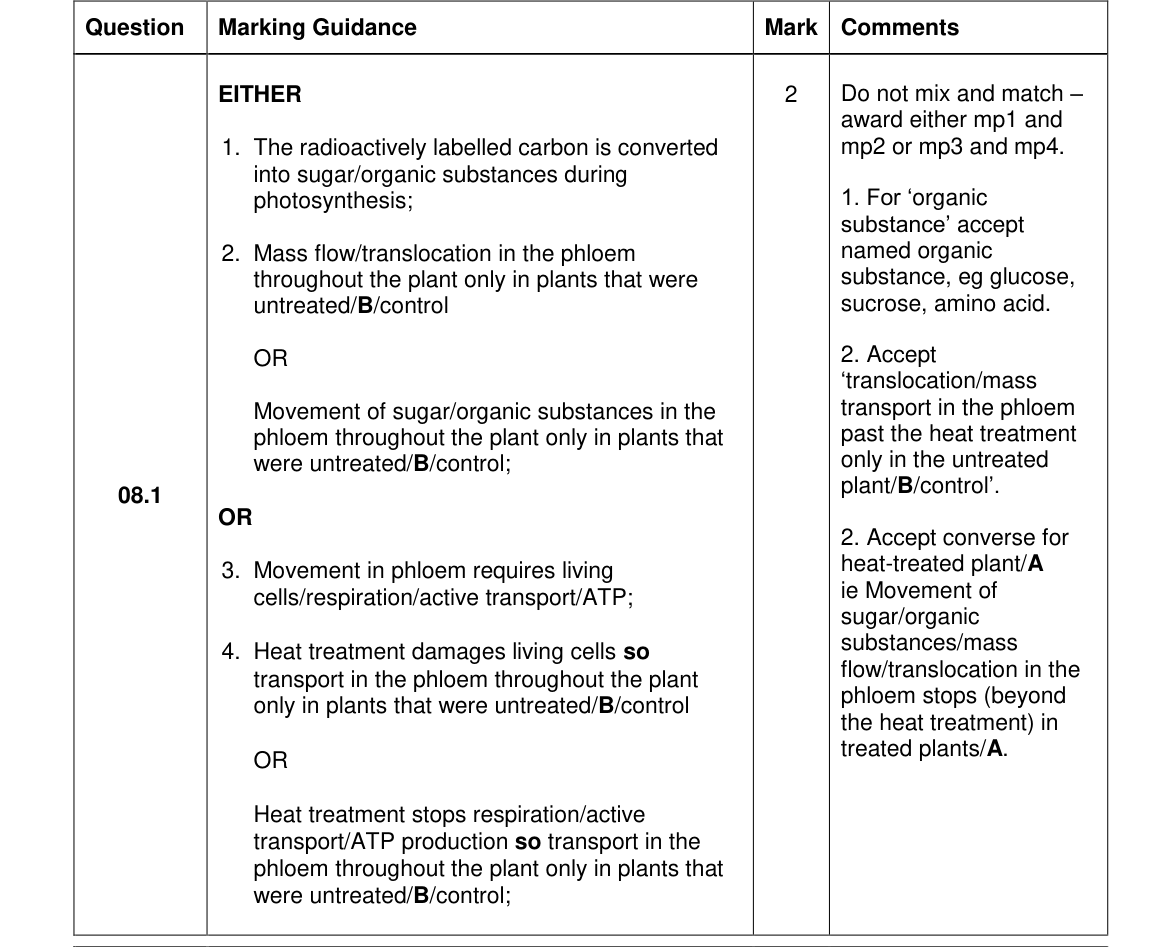 Question Marking Guidance Mark Comments
08.1
EITHER
1. The radioactively labelled carbon is converted
into sugar/organic substances during
photosynthesis;
2. Mass flow/translocation in the phloem
throughout the plant only in plants that were
untreated/B/control
OR
Movement of sugar/organic substances in the
phloem throughout the plant only in plants that
were untreated/B/control;
OR
3. Movement in phloem requires living
cells/respiration/active transport/ATP;
4. Heat treatment damages living cells so
transport in the phloem throughout the plant
only in plants that were untreated/B/control
OR
Heat treatment stops respiration/active
transport/ATP production so transport in the
phloem throughout the plant only in plants that
were untreated/B/control;
2
Do not mix and match –
award either mp1 and
mp2 or mp3 and mp4.
1. For ‘organic
substance’ accept
named organic
substance, eg glucose,
sucrose, amino acid.
2. Accept
‘translocation/mass
transport in the phloem
past the heat treatment
only in the untreated
plant/B/control’.
2. Accept converse for
heat-treated plant/A
ie Movement of
sugar/organic
substances/mass
flow/translocation in the
phloem stops (beyond
the heat treatment) in
treated plants/A.